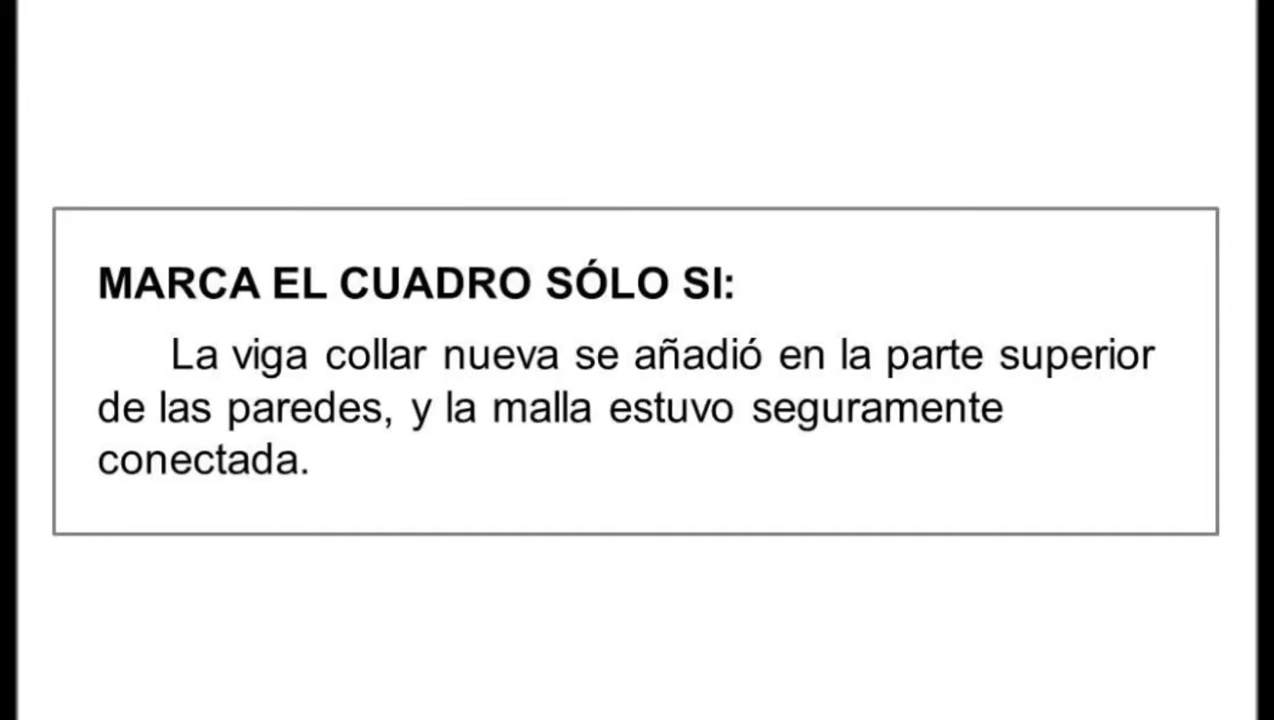 MARCA EL CUADRO SÓLO SI:
La viga collar nueva se añadió en la parte superior
de las paredes, y la malla estuvo seguramente
conectada.